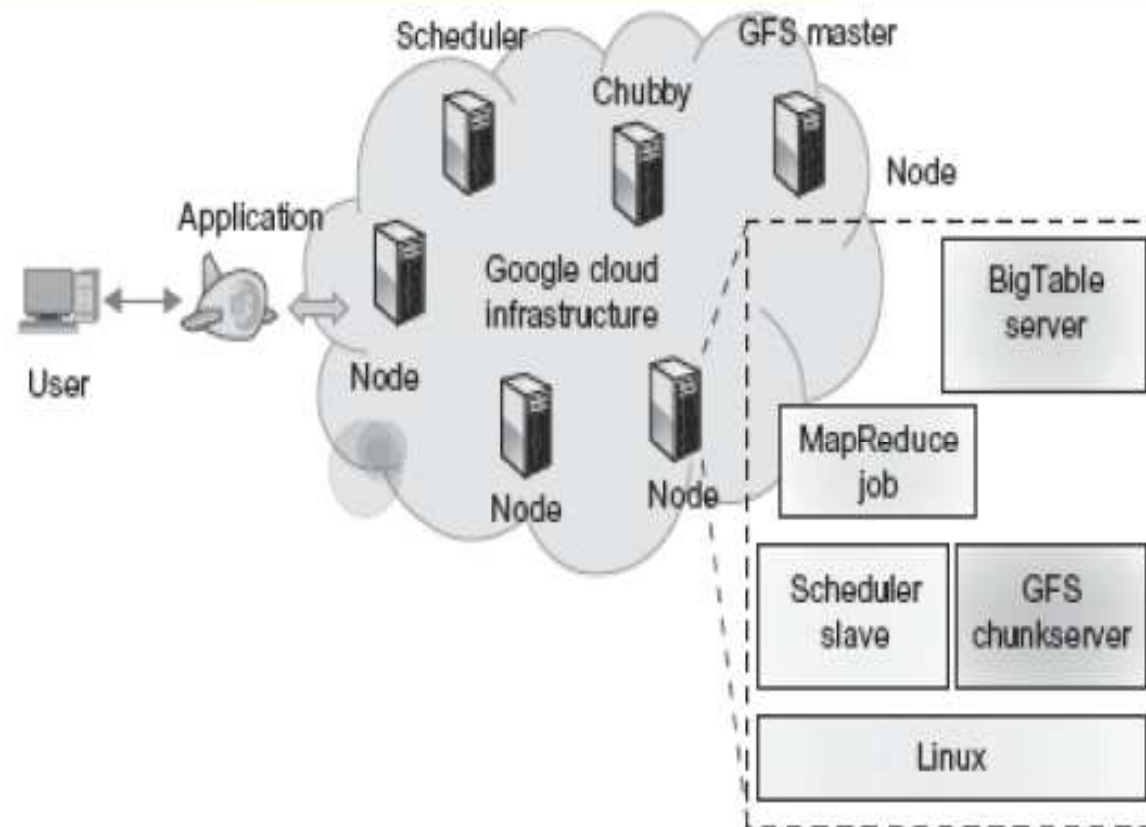 Scheduler
GFS master
Chubby
Node
Application
Google cloud
infrastructure
User
Node
Node
Node
BigTable
server
MapReduce
job
Scheduler
slave
GFS
chunkserver
Linux